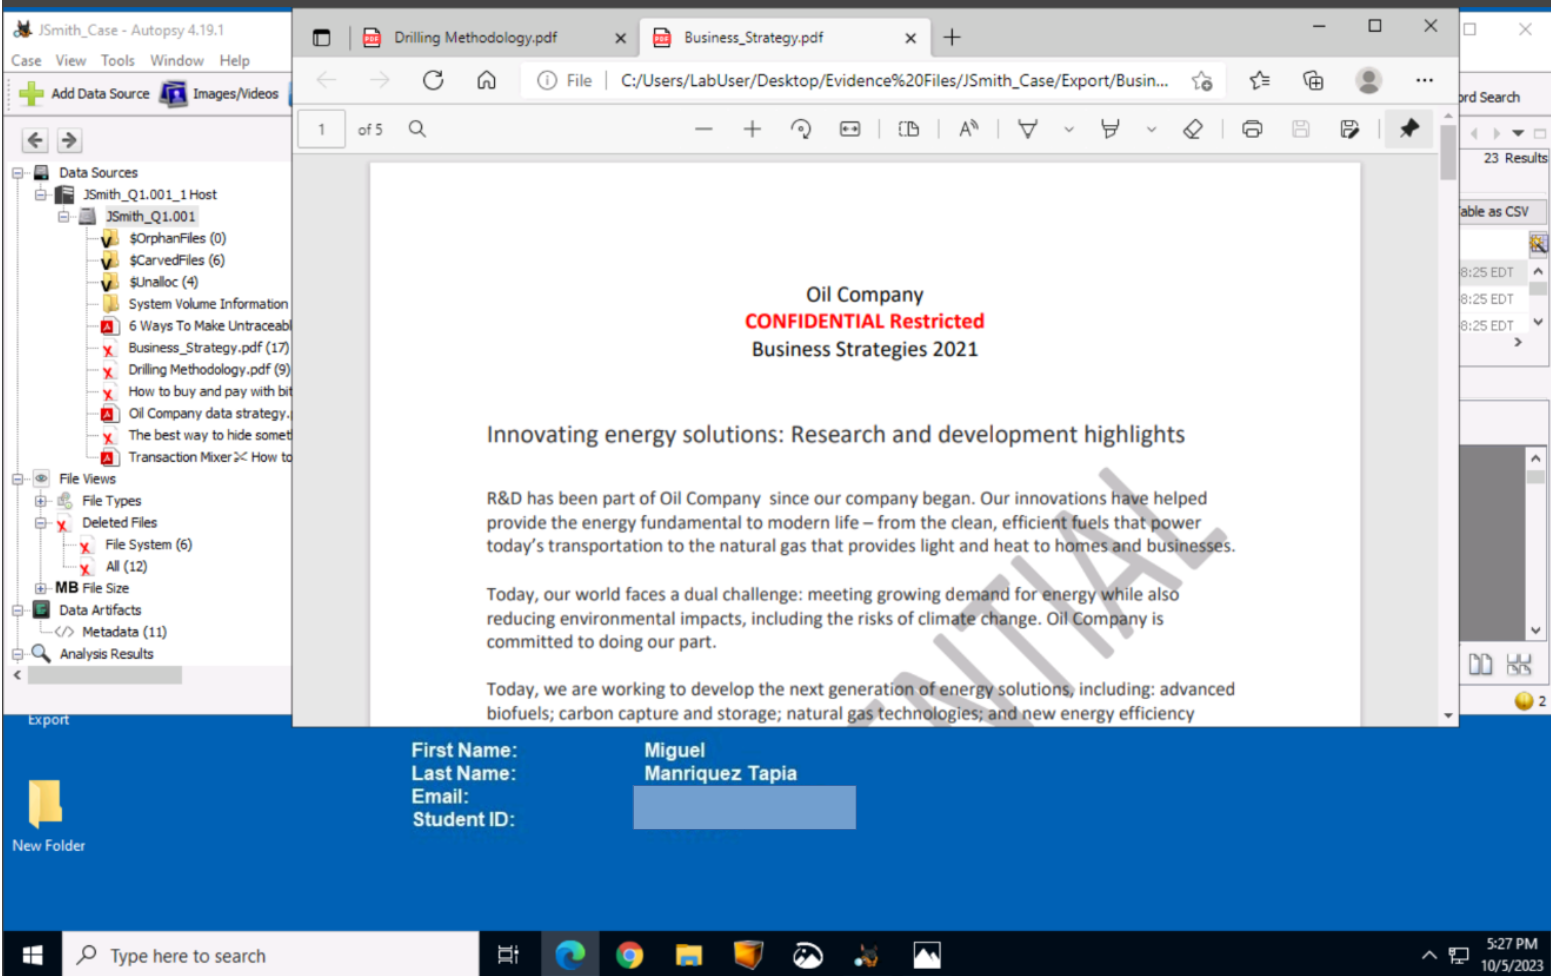 JSmith_Case - Autopsy 4.19.1
Case View Tools Window Help
Add Data Source Images/Videos
Data Sources
JSmith_Q1.001_1 Host
JSmith_Q1.001
$OrphanFiles (0)
$CarvedFiles (6)
$Unalloc (4)
System Volume Information
6 Ways To Make Untraceabl
Business_Strategy.pdf (17)
Drilling Methodology.pdf (9)
How to buy and pay with bit
Oil Company data strategy.
The best way to hide somet
Transaction Mixer How to
File Views
File Types
Deleted Files
File System (6)
All (12)
MB File Size
Data Artifacts
Metadata (11)
Analysis Results
Drilling Methodology.pdf
Business_Strategy.pdf
File C:/Users/LabUser/Desktop/Evidence%20Files/JSmith_Case/Export/Busin...
1 of 5
Oil Company
CONFIDENTIAL Restricted
Business Strategies 2021
Innovating energy solutions: Research and development highlights
R&D has been part of Oil Company since our company began. Our innovations have helped
provide the energy fundamental to modern life – from the clean, efficient fuels that power
today's transportation to the natural gas that provides light and heat to homes and businesses.
Today, our world faces a dual challenge: meeting growing demand for energy while also
reducing environmental impacts, including the risks of climate change. Oil Company is
committed to doing our part.
Today, we are working to develop the next generation of energy solutions, including: advanced
biofuels; carbon capture and storage; natural gas technologies; and new energy efficiency
ENTIAL
ord Search
23 Results
able as CSV
8:25 EDT
8:25 EDT
8:25 EDT
2
Export
New Folder
First Name: Miguel
Last Name: Manriquez Tapia
Email:
Student ID:
Type here to search
5:27 PM
10/5/2023